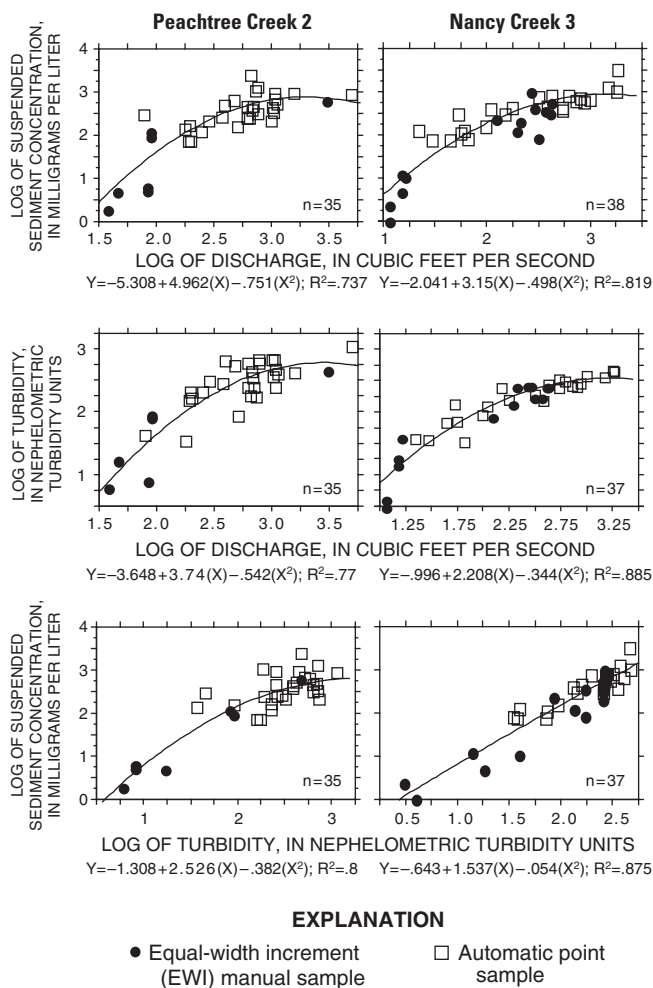 Peachtree Creek 2
Nancy Creek 3
LOG OF SUSPENDED
SEDIMENT CONCENTRATION,
IN MILLIGRAMS PER LITER
4
3
2
1
0
1.5
2.0
2.5
3.0
3.5
n=35
4
3
2
1
0
1
2
3
n=38
LOG OF DISCHARGE, IN CUBIC FEET PER SECOND
Y=−5.308+4.962(X)−.751(X²); R²=.737
Y=−2.041+3.15(X)−.498(X²); R²=.819
LOG OF TURBIDITY,
IN NEPHELOMETRIC
TURBIDITY UNITS
3
2
1
1.5
2.0
2.5
3.0
3.5
n=35
1.25
1.75
2.25
2.75
3.25
n=37
LOG OF DISCHARGE, IN CUBIC FEET PER SECOND
Y=−3.648+3.74(X)−.542(X²); R²=.77
Y=−.996+2.208(X)−.344(X²); R²=.885
LOG OF SUSPENDED
SEDIMENT CONCENTRATION,
IN MILLIGRAMS PER LITER
4
3
2
1
0
1
2
3
n=35
0.5
1.0
1.5
2.0
2.5
n=37
LOG OF TURBIDITY, IN NEPHELOMETRIC TURBIDITY UNITS
Y=−1.308+2.526(X)−.382(X²); R²=.8
Y=−.643+1.537(X)−.054(X²); R²=.875
EXPLANATION
Equal-width increment
(EWI) manual sample
Automatic point
sample